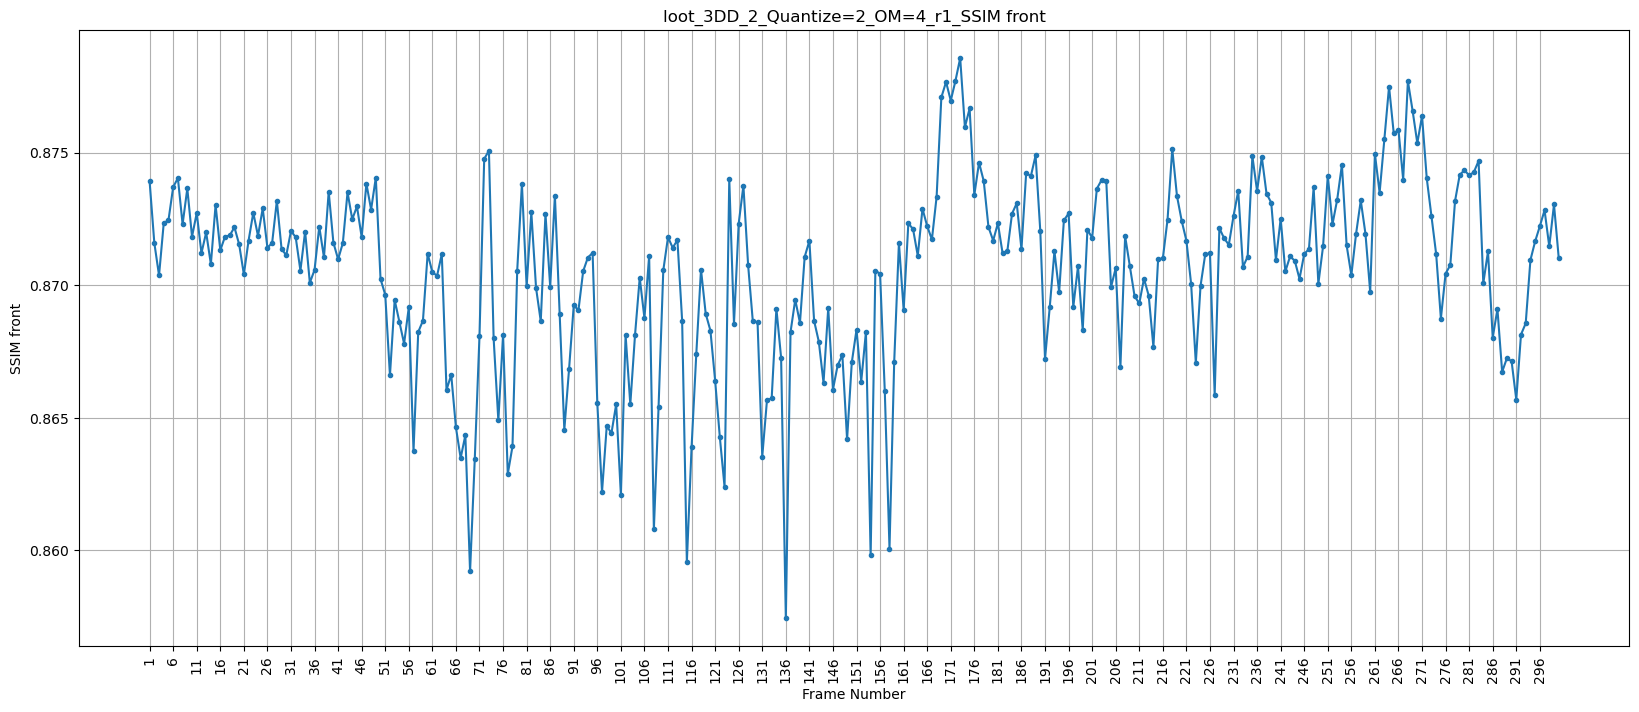 loot_3DD_2_Quantize=2_OM=4_r1_SSIM front
SSIM front
0.875
0.870
0.865
0.860
1 6 11 16 21 26 31 36 41 46 51 56 61 66 71 76 81 86 91 96 101 106 111 116 121 126 131 136 141 146 151 156 161 166 171 176 181 186 191 196 201 206 211 216 221 226 231 236 241 246 251 256 261 266 271 276 281 286 291 296
Frame Number